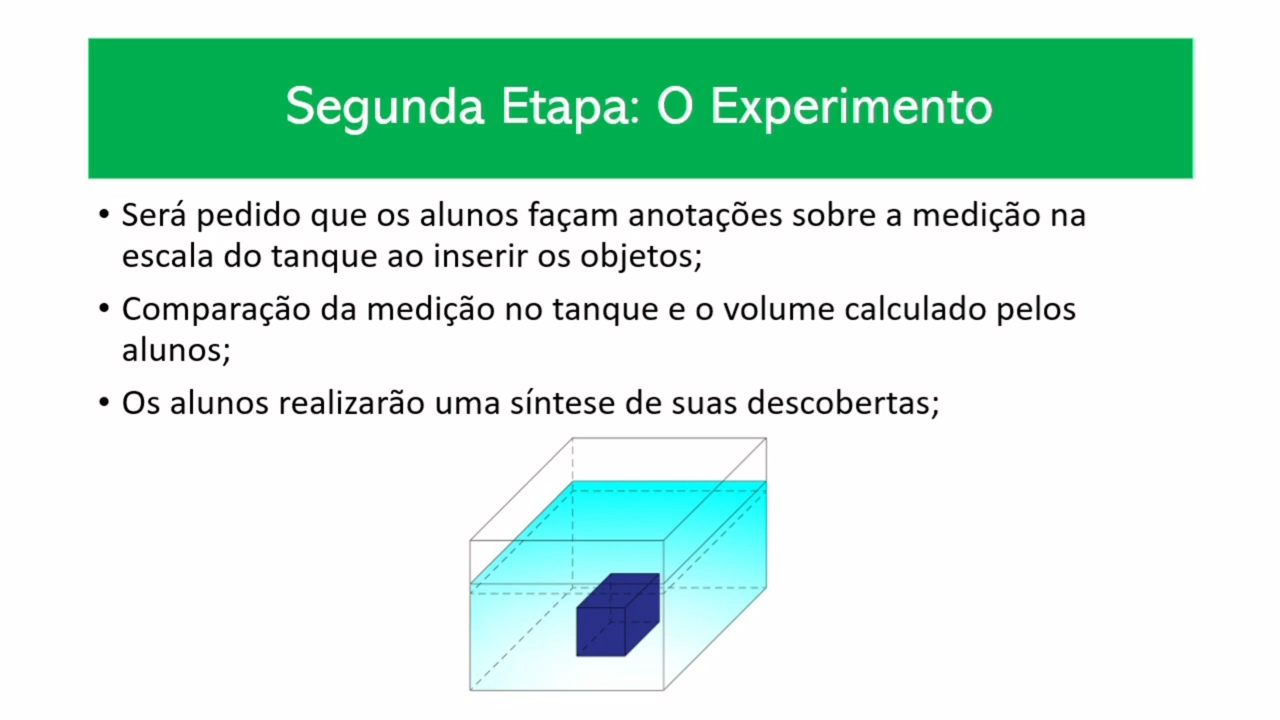 Segunda Etapa: O Experimento
• Será pedido que os alunos façam anotações sobre a medição na
escala do tanque ao inserir os objetos;
• Comparação da medição no tanque e o volume calculado pelos
alunos;
• Os alunos realizarão uma síntese de suas descobertas;